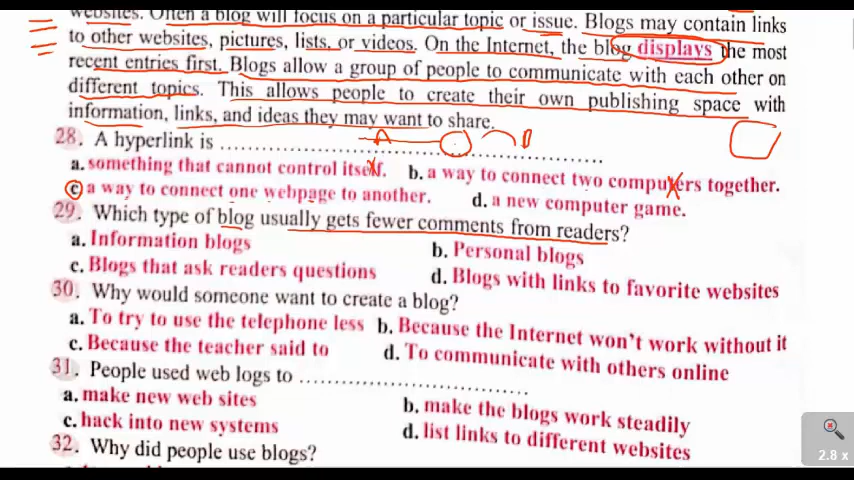 websites. Often a blog will focus on a particular topic or issue. Blogs may contain links
to other websites, pictures, lists, or videos. On the Internet, the blog displays the most
recent entries first. Blogs allow a group of people to communicate with each other on
different topics. This allows people to create their own publishing space with
information, links, and ideas they may want to share.
28. A hyperlink is ....................................................
a. something that cannot control itself. b. a way to connect two computers together.
c. a way to connect one webpage to another. d. a new computer game.
29. Which type of blog usually gets fewer comments from readers?
a. Information blogs b. Personal blogs
c. Blogs that ask readers questions d. Blogs with links to favorite websites
30. Why would someone want to create a blog?
a. To try to use the telephone less b. Because the Internet won't work without it
c. Because the teacher said to d. To communicate with others online
31. People used web logs to ................................
a. make new web sites b. make the blogs work steadily
c. hack into new systems d. list links to different websites
32. Why did people use blogs?
2.8 x